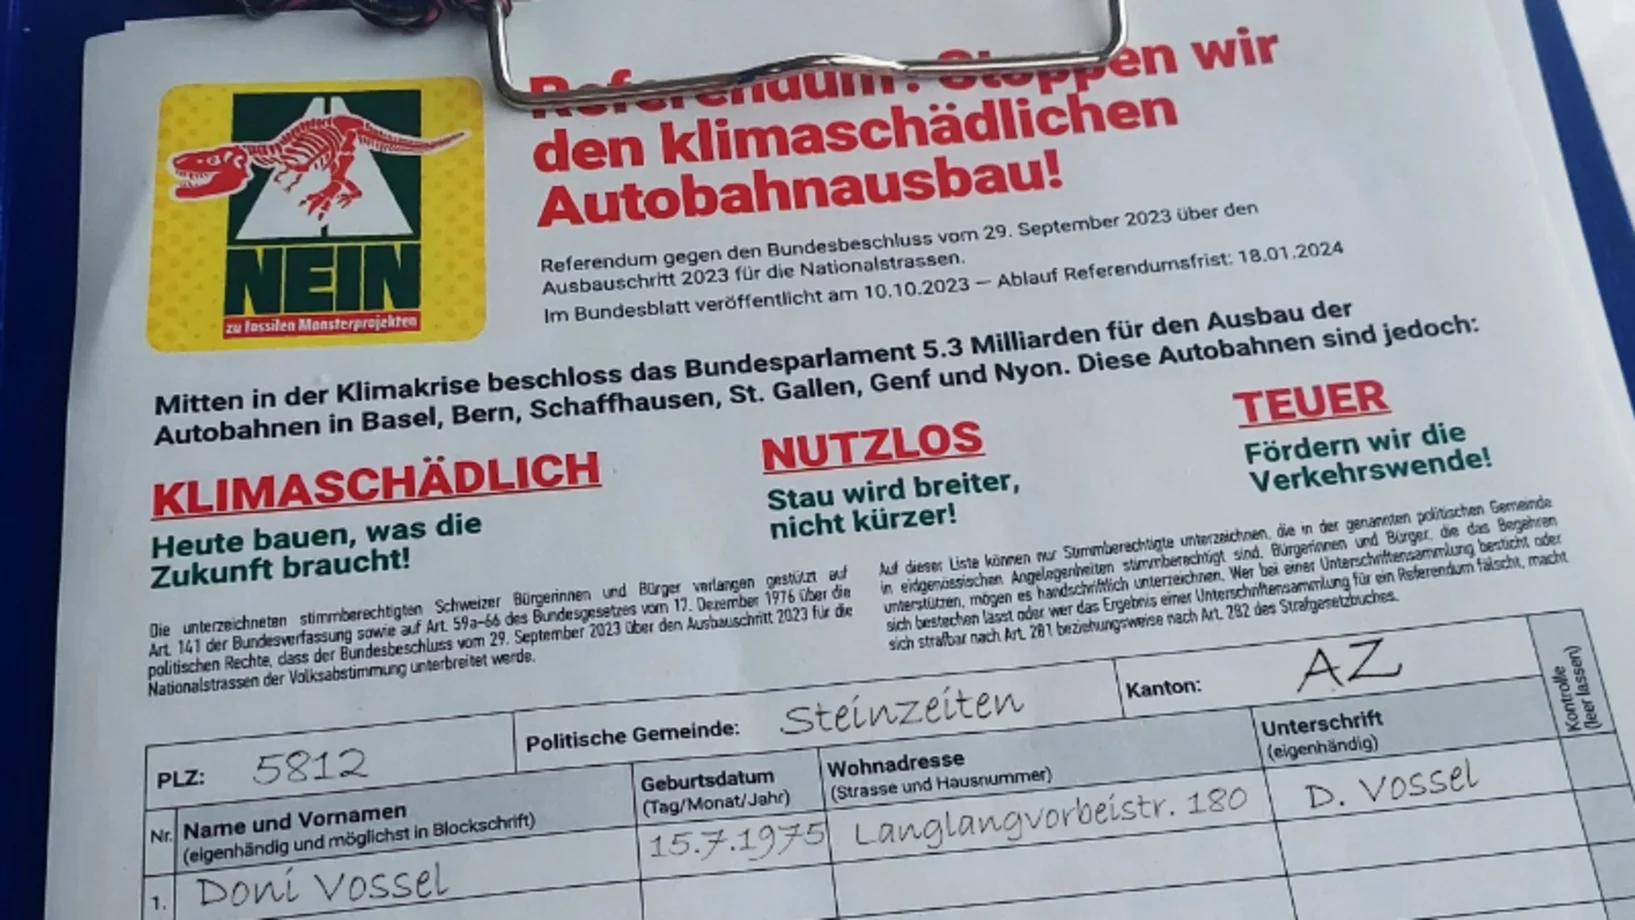 Referendum: Stoppen wir
den klimaschädlichen
Autobahnausbau!
NEIN
zu fossilen Monsterprojekten
Referendum gegen den Bundesbeschluss vom 29. September 2023 über den
Ausbauschritt 2023 für die Nationalstrassen.
Im Bundesblatt veröffentlicht am 10.10.2023 – Ablauf Referendumsfrist: 18.01.2024
Mitten in der Klimakrise beschloss das Bundesparlament 5.3 Milliarden für den Ausbau der
Autobahnen in Basel, Bern, Schaffhausen, St. Gallen, Genf und Nyon. Diese Autobahnen sind jedoch:
KLIMASCHÄDLICH
Heute bauen, was die
Zukunft braucht!
NUTZLOS
Stau wird breiter,
nicht kürzer!
TEUER
Fördern wir die
Verkehrswende!
Die unterzeichneten stimmberechtigten Schweizer Bürgerinnen und Bürger verlangen gestützt auf
Art. 141 der Bundesverfassung sowie auf Art. 59a-66 des Bundesgesetzes vom 17. Dezember 1976 über die
politischen Rechte, dass der Bundesbeschluss vom 29. September 2023 über den Ausbauschritt 2023 für die
Nationalstrassen der Volksabstimmung unterbreitet werde.
Auf dieser Liste können nur Stimmberechtigte unterzeichnen, die in der genannten politischen Gemeinde
in eidgenössischen Angelegenheiten stimmberechtigt sind. Bürgerinnen und Bürger, die das Begehren
unterstützen, mögen es handschriftlich unterzeichnen. Wer bei einer Unterschriftensammlung besticht oder
sich bestechen lässt oder wer das Ergebnis einer Unterschriftensammlung für ein Referendum fälscht, macht
sich strafbar nach Art. 281 beziehungsweise nach Art. 282 des Strafgesetzbuches.
PLZ: 5812
Politische Gemeinde: Steinzeiten
Kanton: AZ
Kontrolle
(leer lassen)
Nr.
Name und Vornamen
(eigenhändig und möglichst in Blockschrift)
Geburtsdatum
(Tag/Monat/Jahr)
Wohnadresse
(Strasse und Hausnummer)
Unterschrift
(eigenhändig)
1. Doni Vossel 15.7.1975 Langlangvorbeistr. 180 D. Vossel